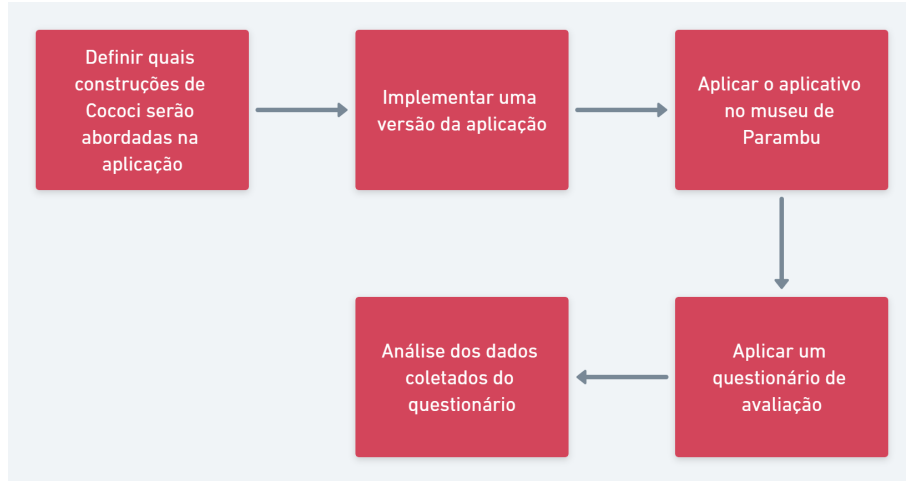 Definir quais
construções de
Cococi serão
abordadas na
aplicação
Implementar uma
versão da aplicação
Aplicar o aplicativo
no museu de
Parambu
Aplicar um
questionário de
avaliação
Análise dos dados
coletados do
questionário